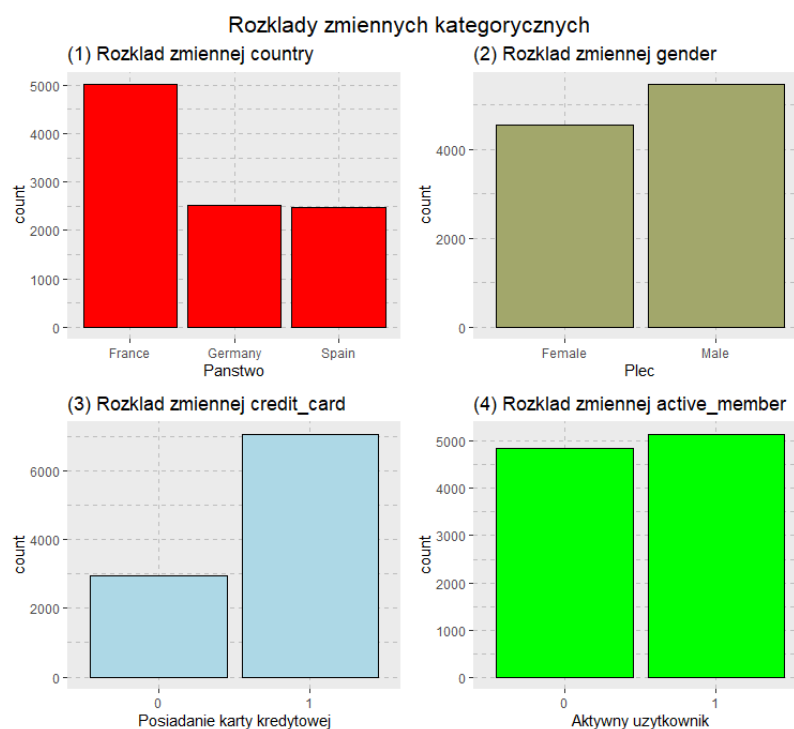 Rozklady zmiennych kategorycznych
(1) Rozklad zmiennej country
count
5000
4000
3000
2000
1000
0
France Germany Spain
Panstwo
(2) Rozklad zmiennej gender
count
4000
2000
0
Female Male
Plec
(3) Rozklad zmiennej credit_card
count
6000
4000
2000
0
0 1
Posiadanie karty kredytowej
(4) Rozklad zmiennej active_member
count
5000
4000
3000
2000
1000
0
0 1
Aktywny uzytkownik